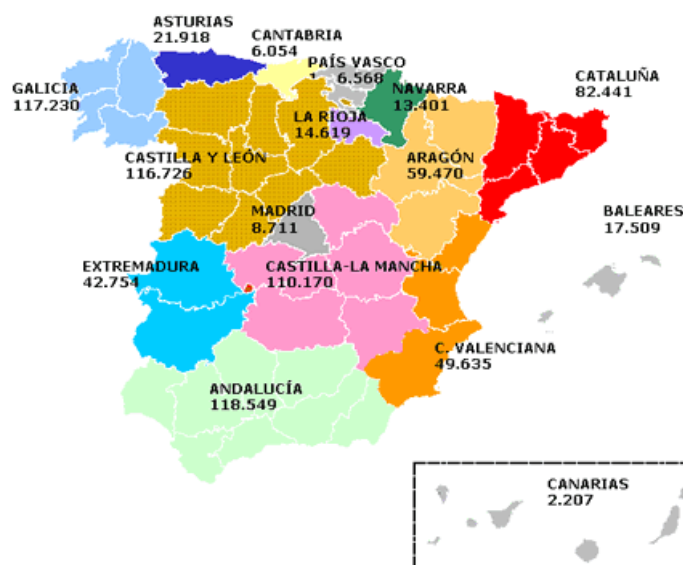 ASTURIAS
21.918
CANTABRIA
6.054
PAÍS VASCO
6.568
GALICIA
117.230
NAVARRA
13.401
CATALUÑA
82.441
LA RIOJA
14.619
CASTILLA Y LEÓN
116.726
ARAGÓN
59.470
MADRID
8.711
BALEARES
17.509
EXTREMADURA
42.754
CASTILLA-LA MANCHA
110.170
C. VALENCIANA
49.635
ANDALUCÍA
118.549
CANARIAS
2.207